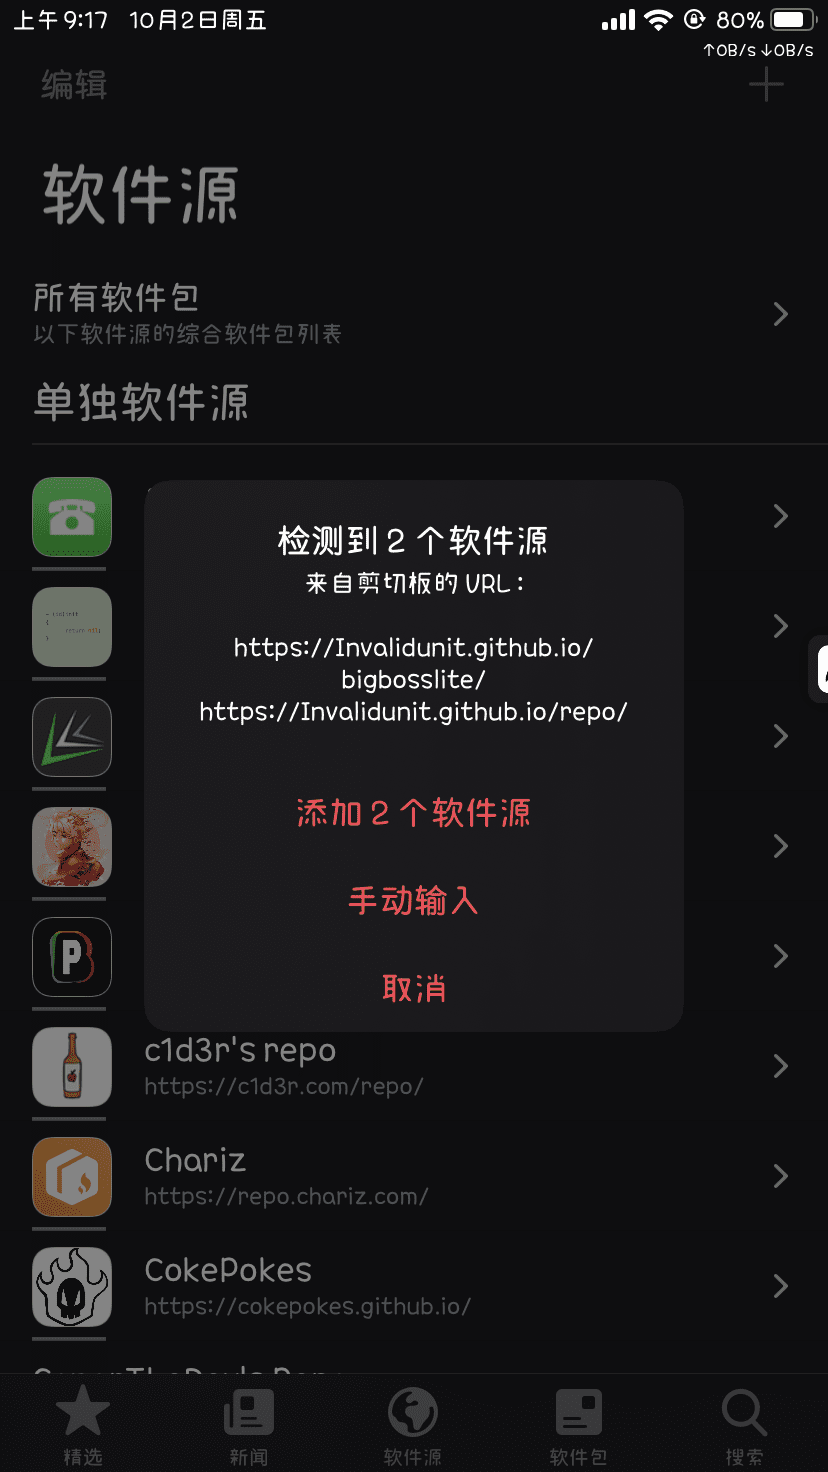 上午9:17 10月2日周五
80%
↑0B/s ↓0B/s
编辑
软件源
所有软件包
以下软件源的综合软件包列表
单独软件源
检测到 2 个软件源
来自剪切板的 URL：
https://Invalidunit.github.io/
bigbosslite/
https://Invalidunit.github.io/repo/
添加 2 个软件源
手动输入
取消
c1d3r's repo
https://c1d3r.com/repo/
Chariz
https://repo.chariz.com/
CokePokes
https://cokepokes.github.io/
精选
新闻
软件源
软件包
搜索